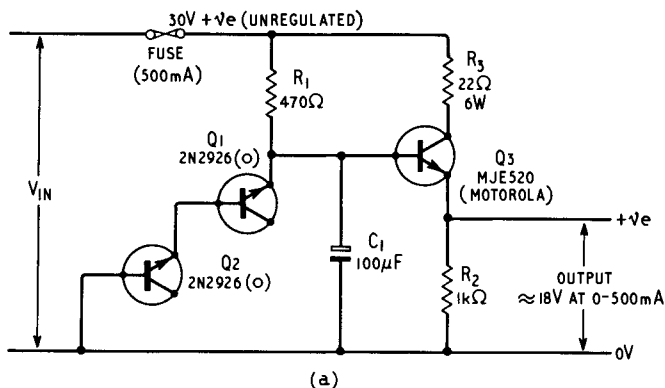 30V +ve (UNREGULATED)
FUSE
(500mA)
R1
470Ω
R3
22Ω
6W
Q1
2N2926(o)
Q3
MJE520
(MOTOROLA)
VIN
+ve
Q2
2N2926(o)
C1
100µF
R2
1kΩ
OUTPUT
≈18V AT 0-500mA
0V
(a)